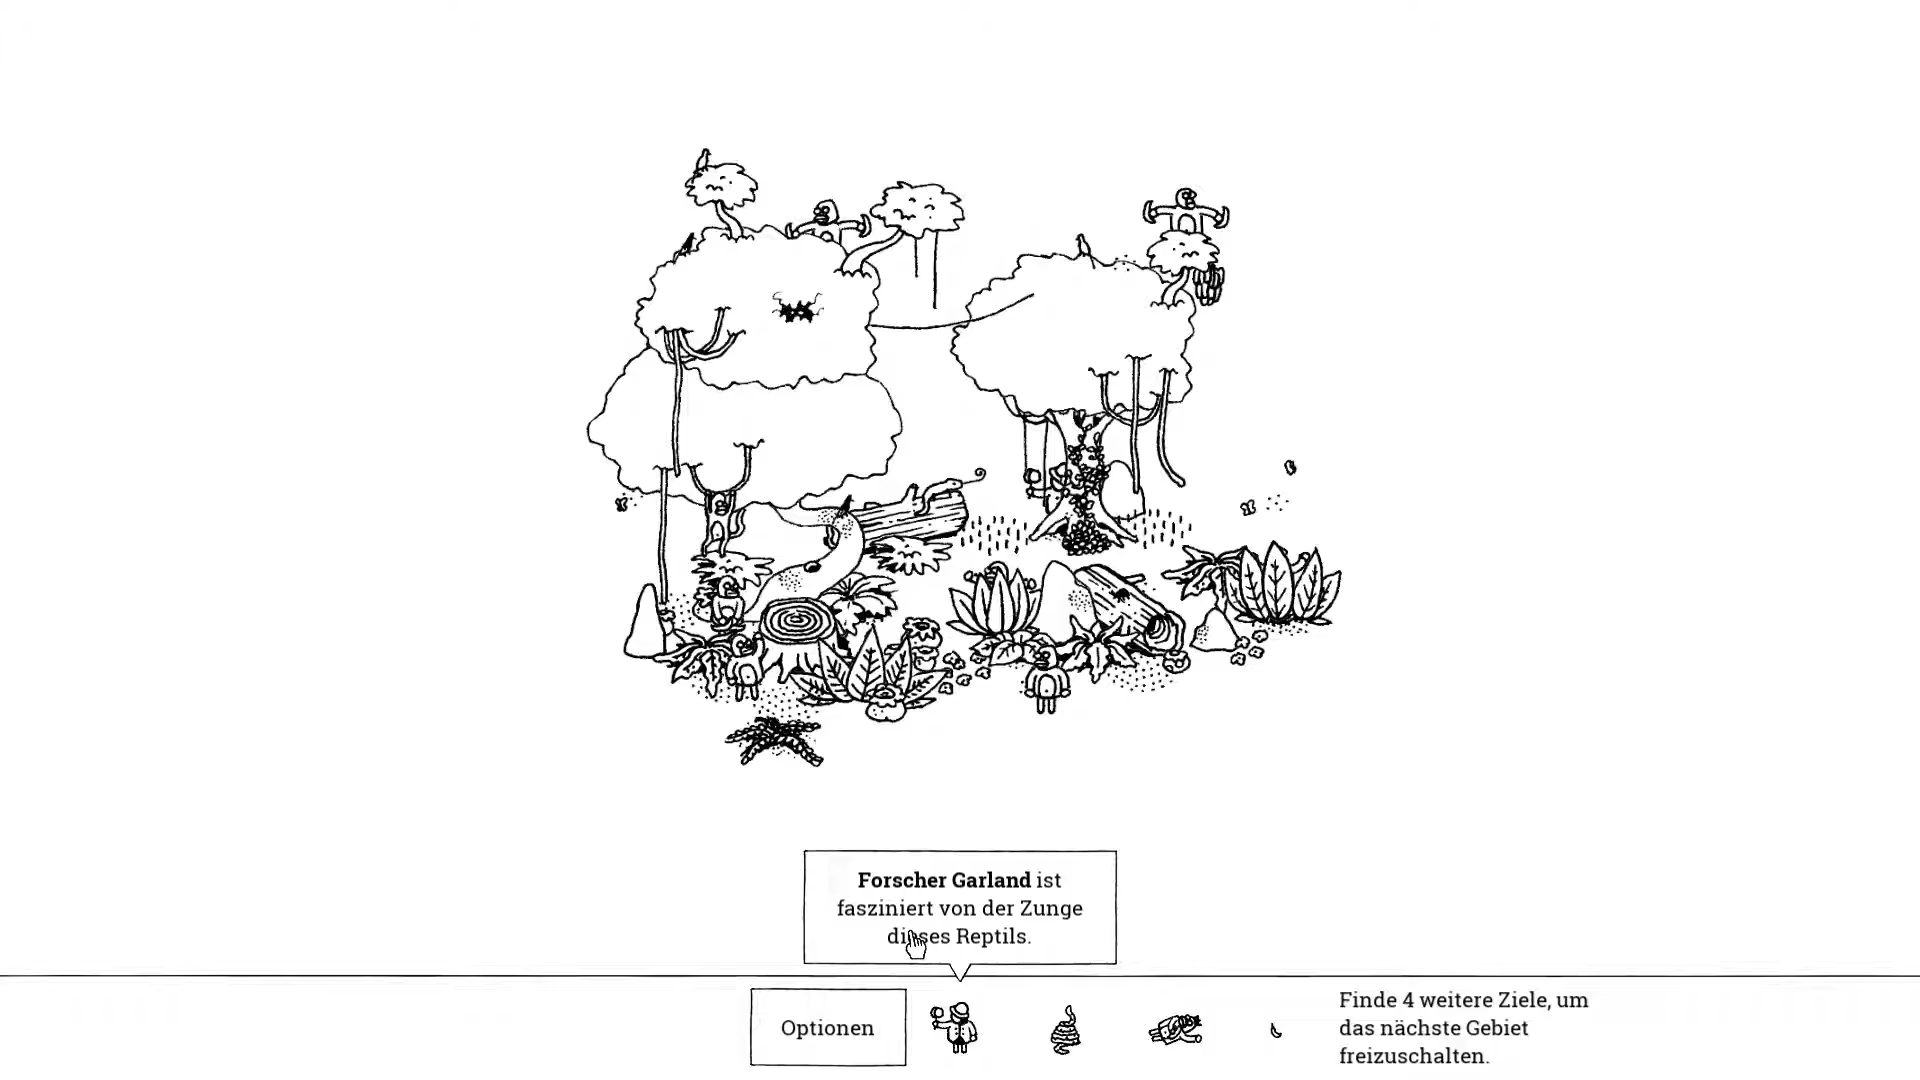 Forscher Garland ist
fasziniert von der Zunge
dieses Reptils.
Optionen
Finde 4 weitere Ziele, um
das nächste Gebiet
freizuschalten.